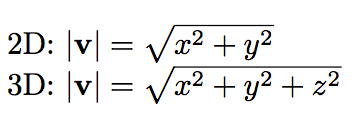 2D: |v| = √(x² + y²)
3D: |v| = √(x² + y² + z²)